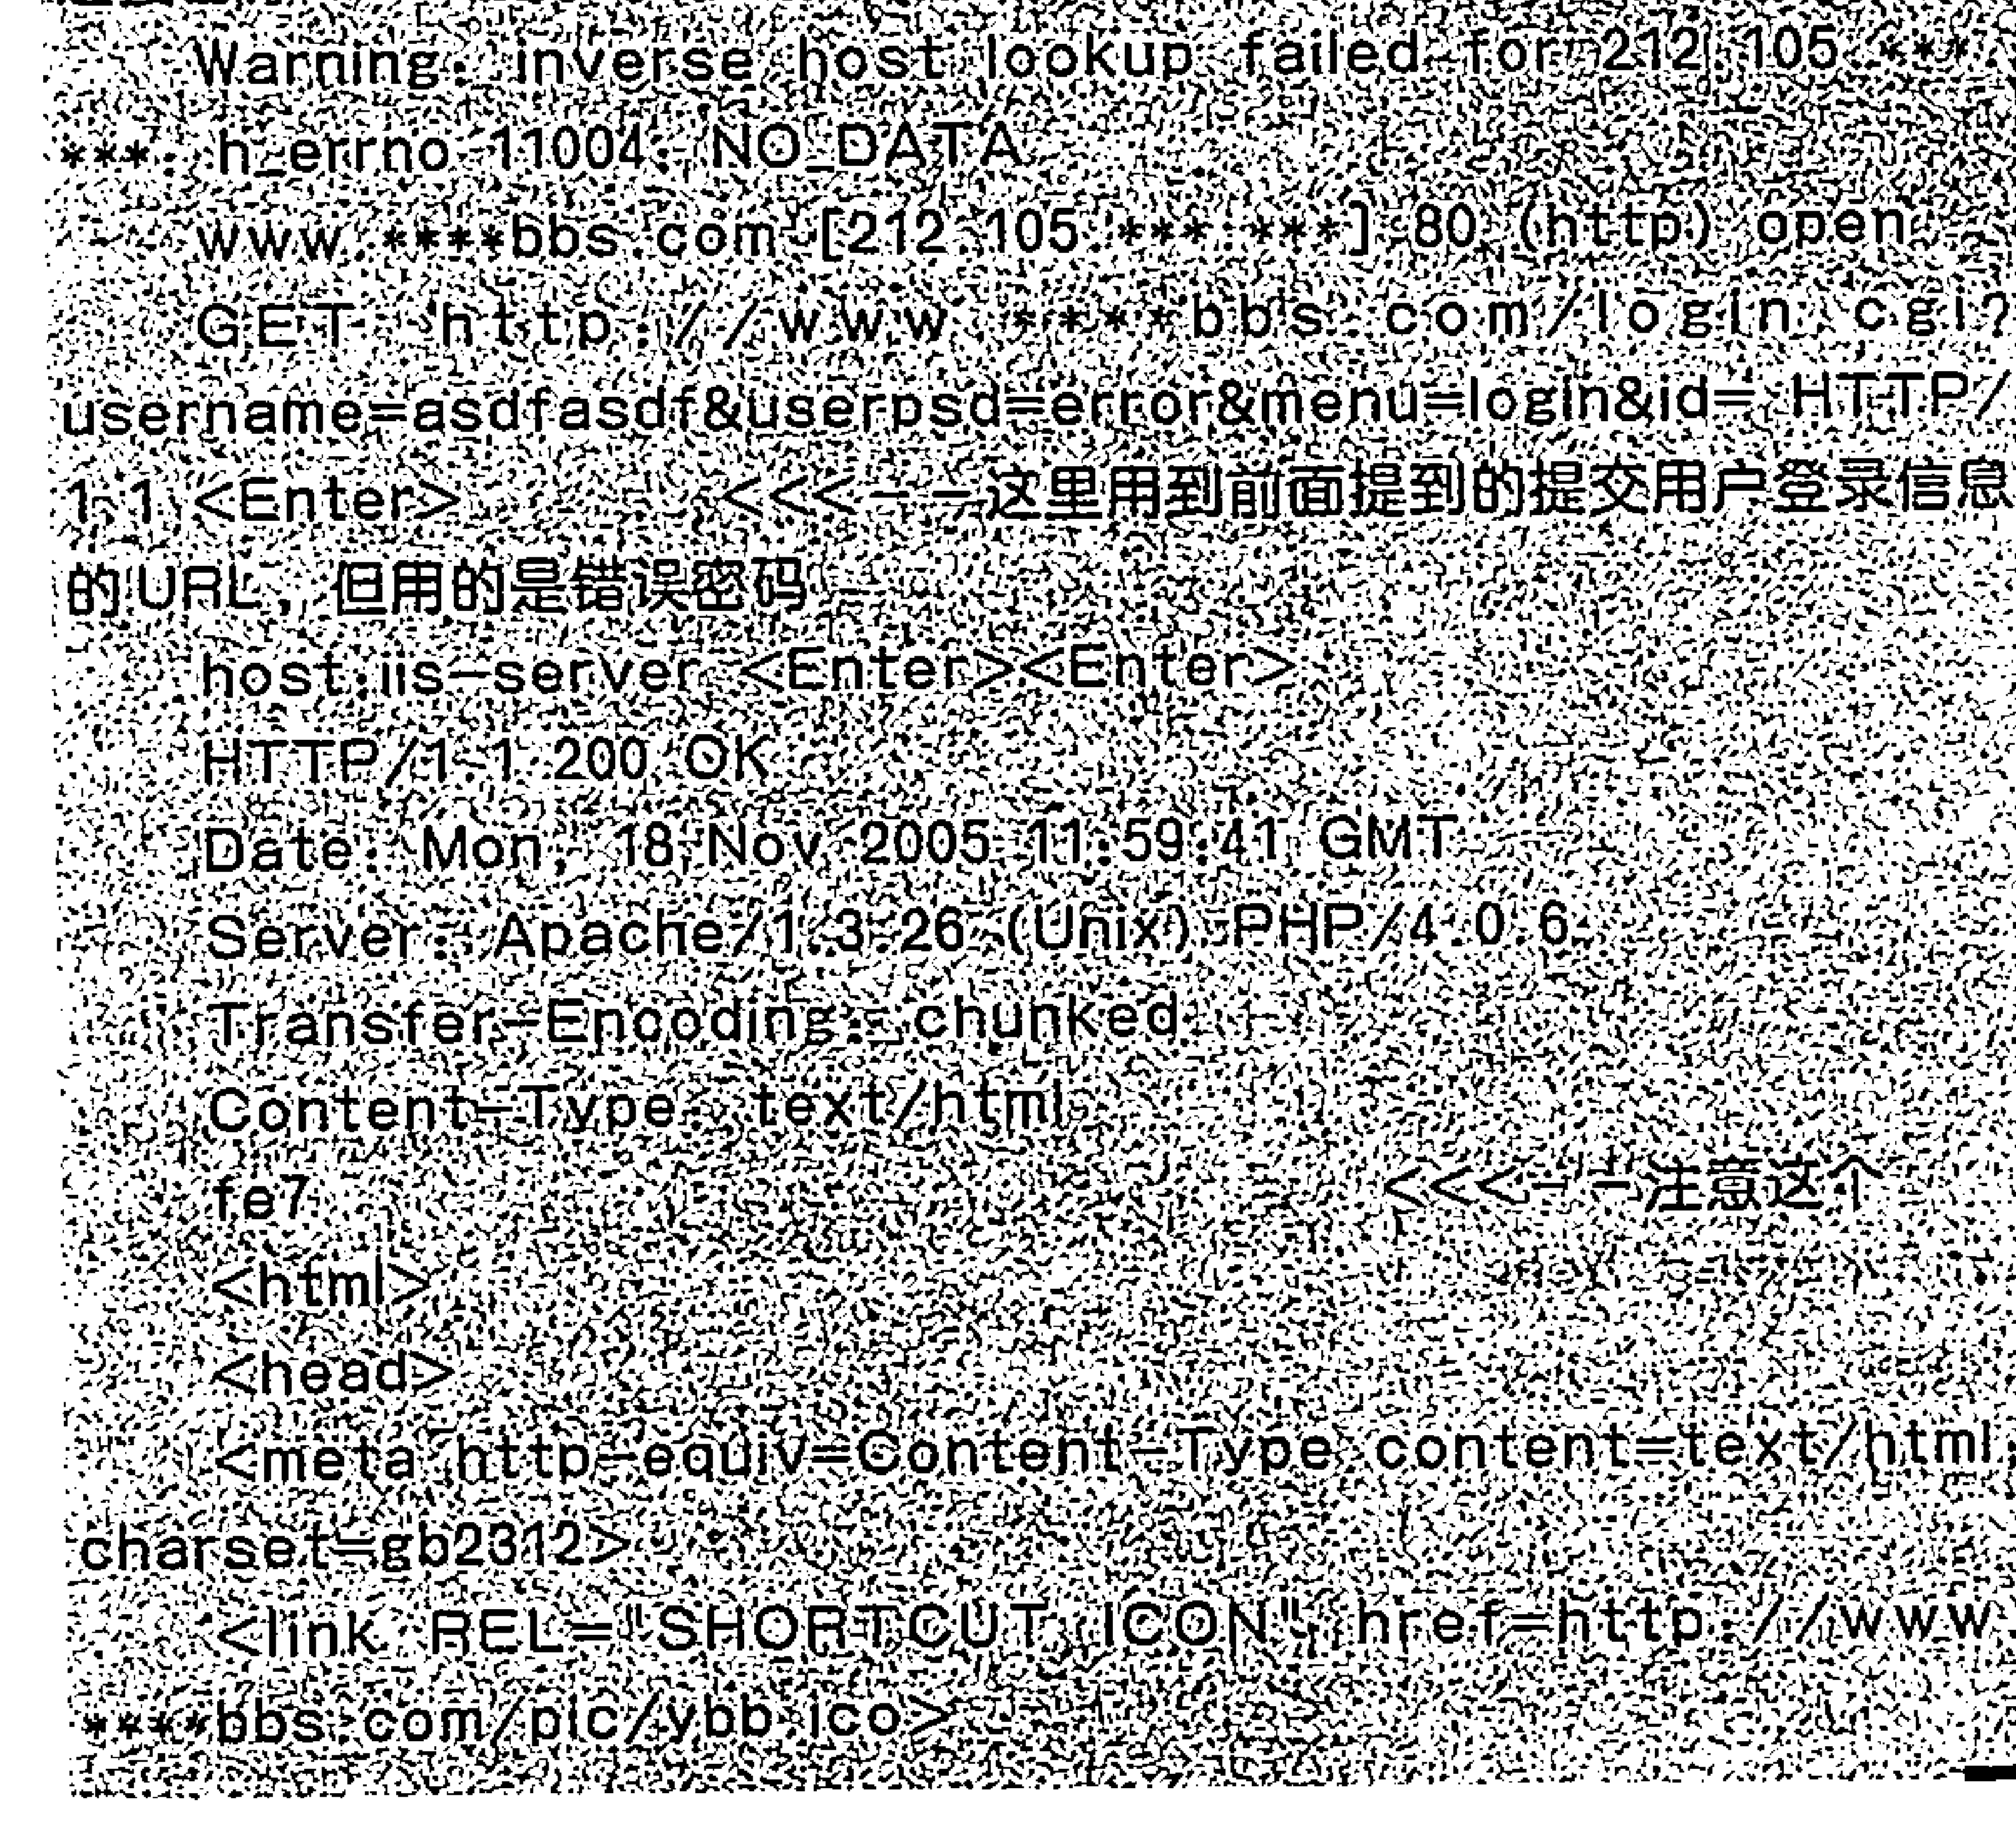 Warning: inverse host lookup failed for 212.105.***.
***: h_errno 11004: NO_DATA
www.****bbs.com [212.105.***.***] 80 (http) open
GET http://www.****bbs.com/login.cgi?
username=asdfasdf&userpsd=error&menu=login&id= HTTP/
1.1 <Enter> <<<--这里用到前面提到的提交用户登录信息
的URL，但用的是错误密码
host:iis-server <Enter><Enter>
HTTP/1.1 200 OK
Date: Mon, 18 Nov 2005 11:59:41 GMT
Server: Apache/1.3.26 (Unix) PHP/4.0.6
Transfer-Encoding: chunked
Content-Type: text/html
fe7 <<<--注意这个
<html>
<head>
<meta http-equiv=Content-Type content=text/html;
charset=gb2312>
<link REL="SHORTCUT ICON" href=http://www.
****bbs.com/pic/ybb.ico>